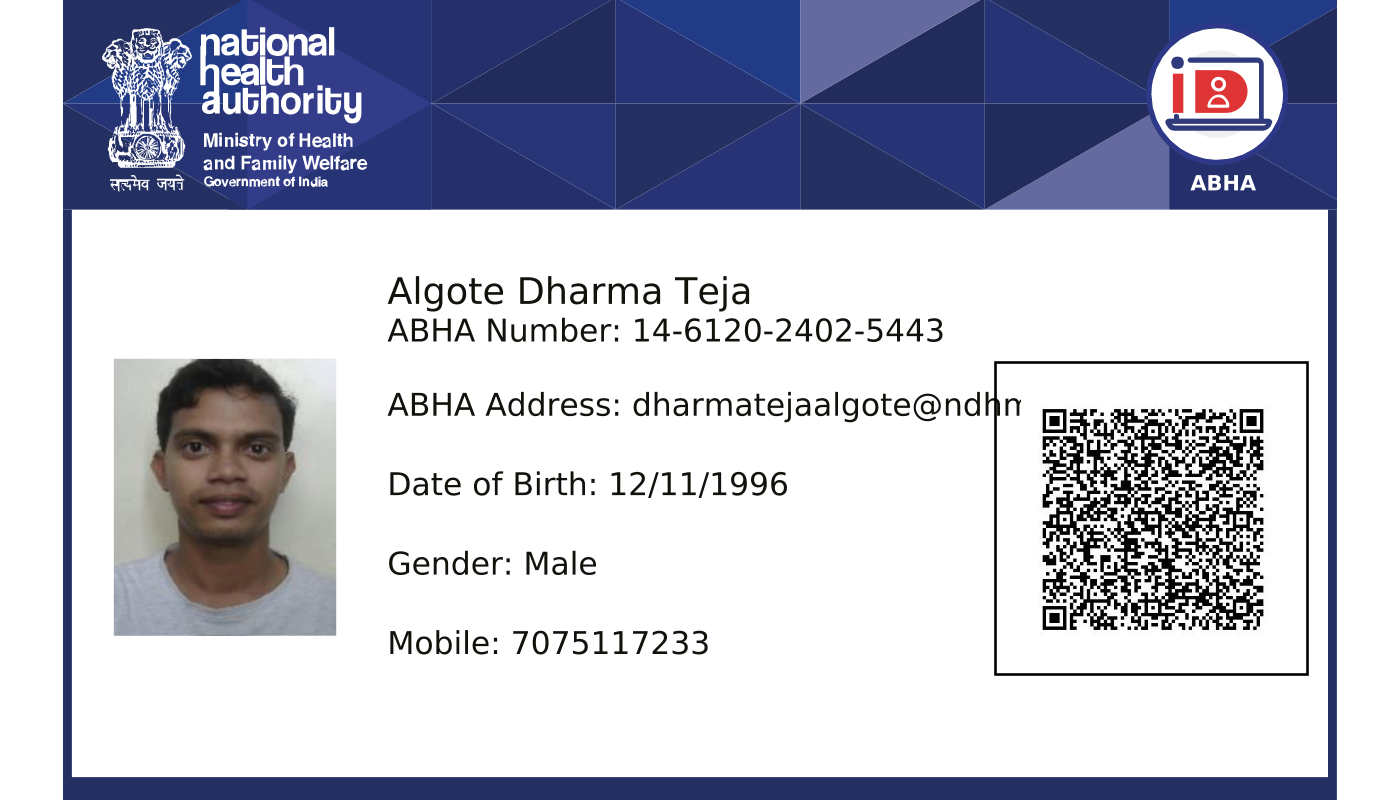 national
health
authority
Ministry of Health
and Family Welfare
Government of India
सत्यमेव जयते
ABHA
Algote Dharma Teja
ABHA Number: 14-6120-2402-5443
ABHA Address: dharmatejaalgote@ndhm
Date of Birth: 12/11/1996
Gender: Male
Mobile: 7075117233